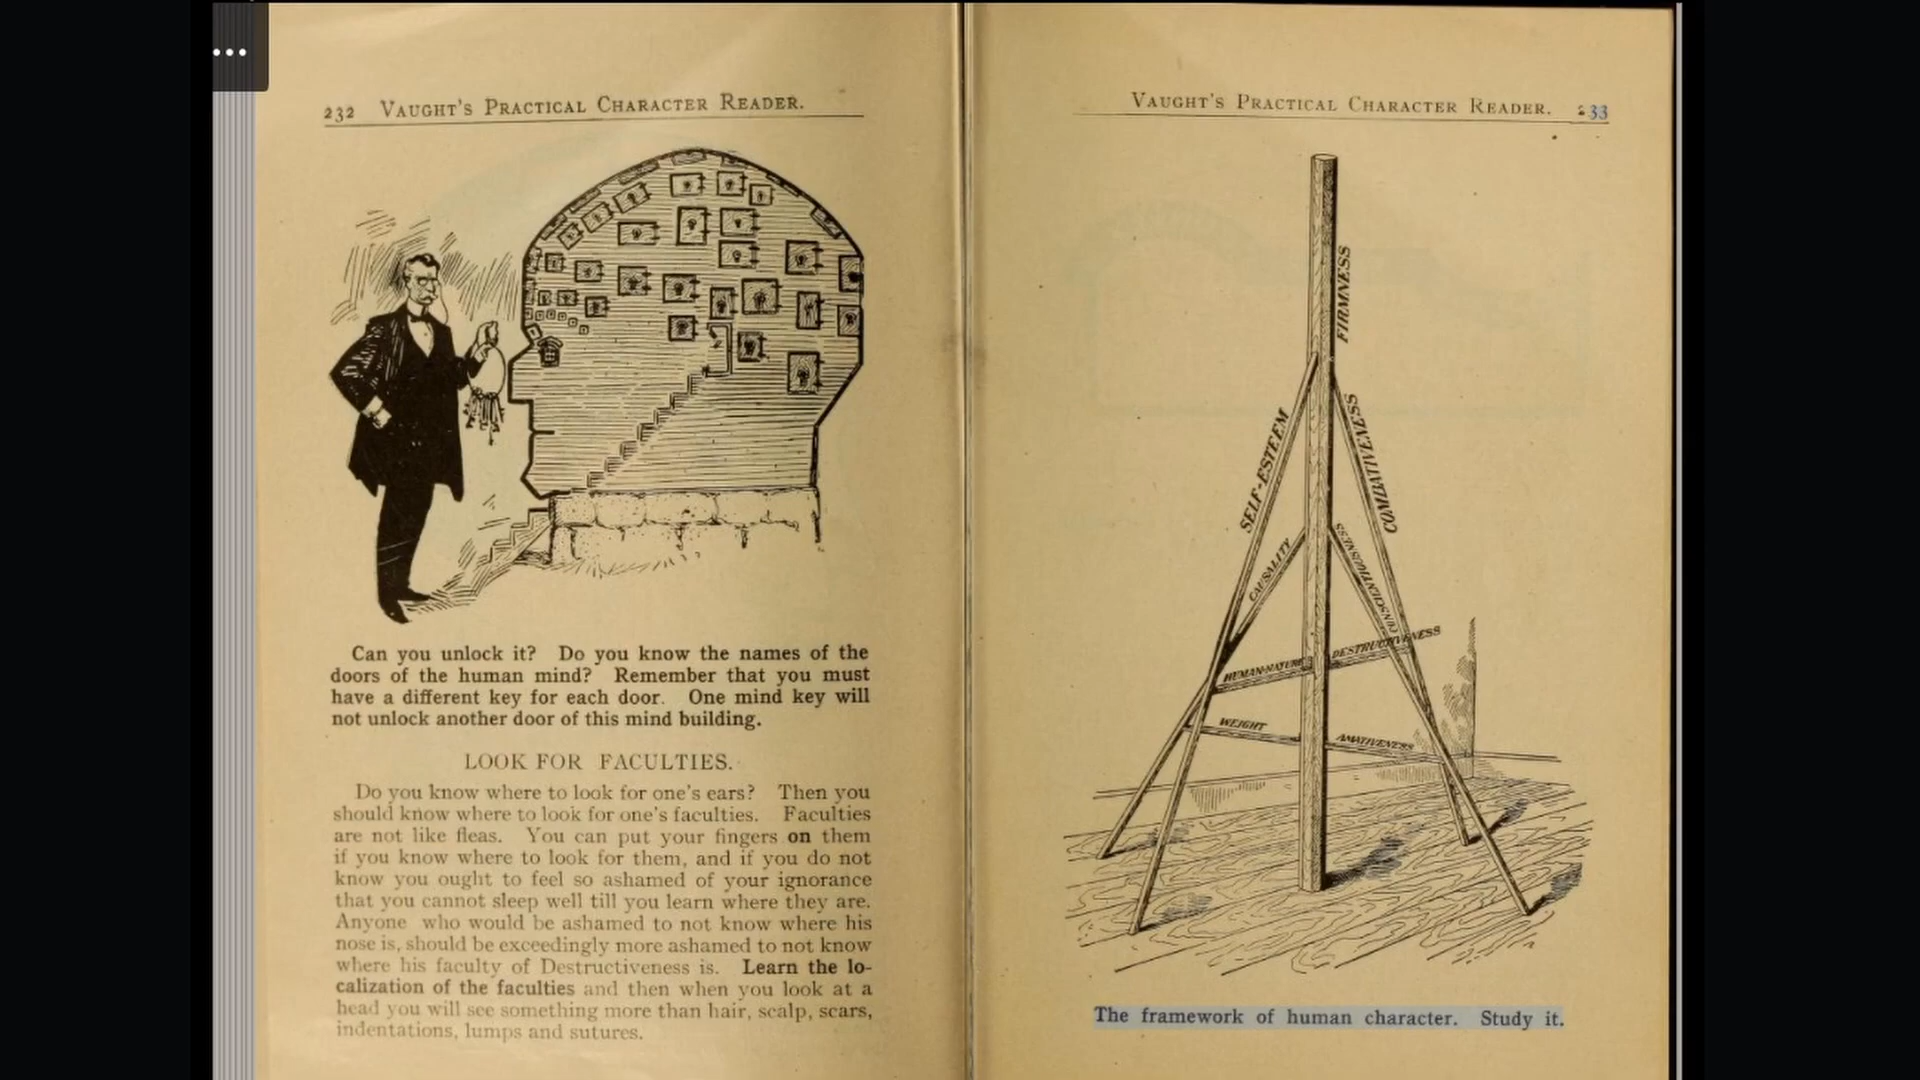 232 VAUGHT'S PRACTICAL CHARACTER READER.
Can you unlock it? Do you know the names of the
doors of the human mind? Remember that you must
have a different key for each door. One mind key will
not unlock another door of this mind building.
LOOK FOR FACULTIES.
Do you know where to look for one's ears? Then you
should know where to look for one's faculties. Faculties
are not like fleas. You can put your fingers on them
if you know where to look for them, and if you do not
know you ought to feel so ashamed of your ignorance
that you cannot sleep well till you learn where they are.
Anyone who would be ashamed to not know where his
nose is, should be exceedingly more ashamed to not know
where his faculty of Destructiveness is. Learn the lo-
calization of the faculties and then when you look at a
head you will see something more than hair, scalp, scars,
indentations, lumps and sutures.
VAUGHT'S PRACTICAL CHARACTER READER. 233
FIRMNESS
SELF-ESTEEM
COMBATIVENESS
CAUSALITY
CONSCIENTIOUSNESS
HUMAN-NATURE
DESTRUCTIVENESS
WEIGHT
AMATIVENESS
The framework of human character. Study it.